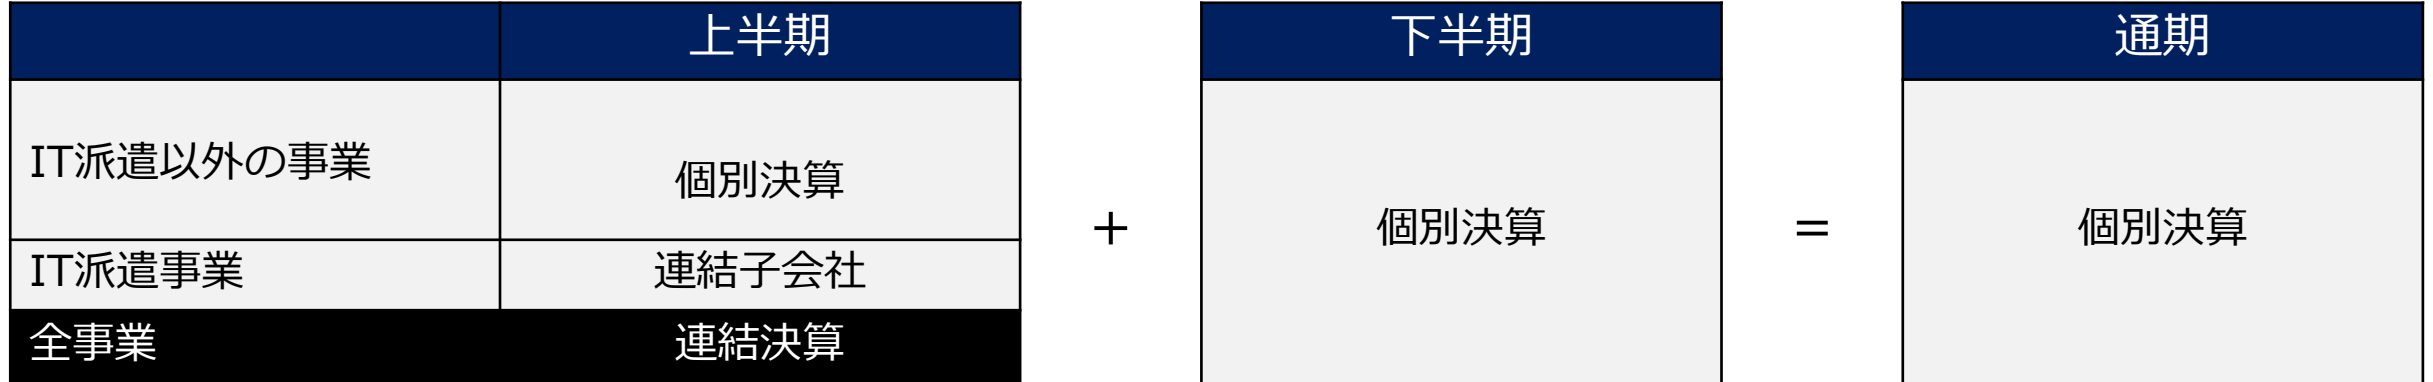 上半期
下半期
通期
IT派遣以外の事業
個別決算
IT派遣事業
連結子会社
全事業
連結決算
+
個別決算
=
個別決算